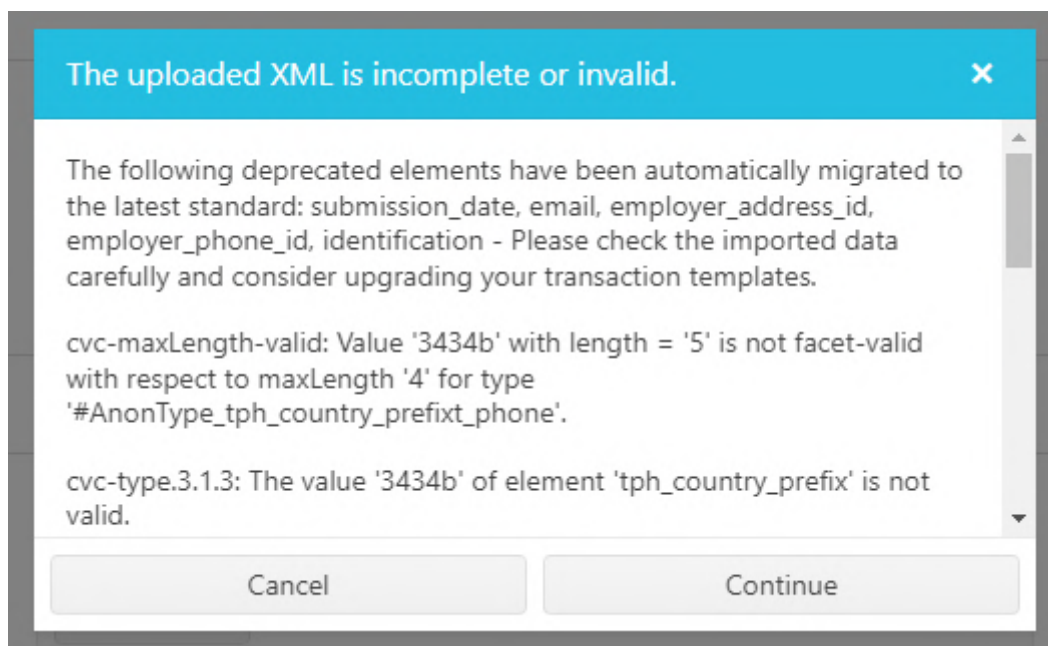 The uploaded XML is incomplete or invalid.
The following deprecated elements have been automatically migrated to
the latest standard: submission_date, email, employer_address_id,
employer_phone_id, identification - Please check the imported data
carefully and consider upgrading your transaction templates.
cvc-maxLength-valid: Value '3434b' with length = '5' is not facet-valid
with respect to maxLength '4' for type
'#AnonType_tph_country_prefixt_phone'.
cvc-type.3.1.3: The value '3434b' of element 'tph_country_prefix' is not
valid.
Cancel
Continue